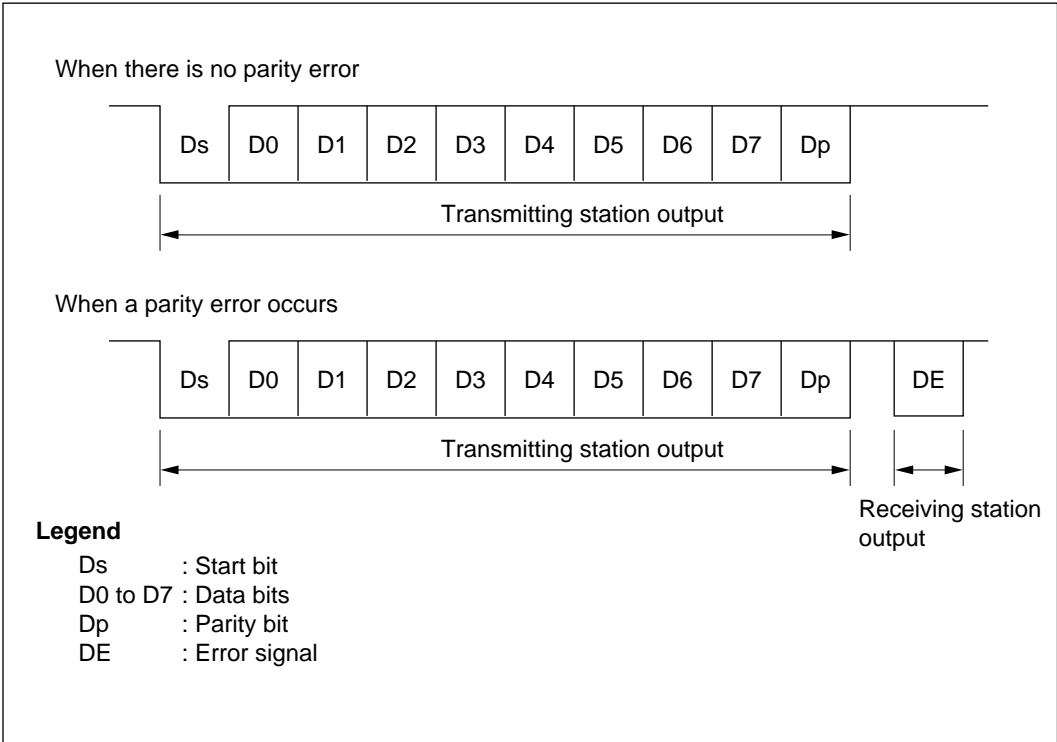 When there is no parity error
Ds D0 D1 D2 D3 D4 D5 D6 D7 Dp
Transmitting station output
When a parity error occurs
Ds D0 D1 D2 D3 D4 D5 D6 D7 Dp DE
Transmitting station output
Receiving station
output
Legend
Ds : Start bit
D0 to D7 : Data bits
Dp : Parity bit
DE : Error signal